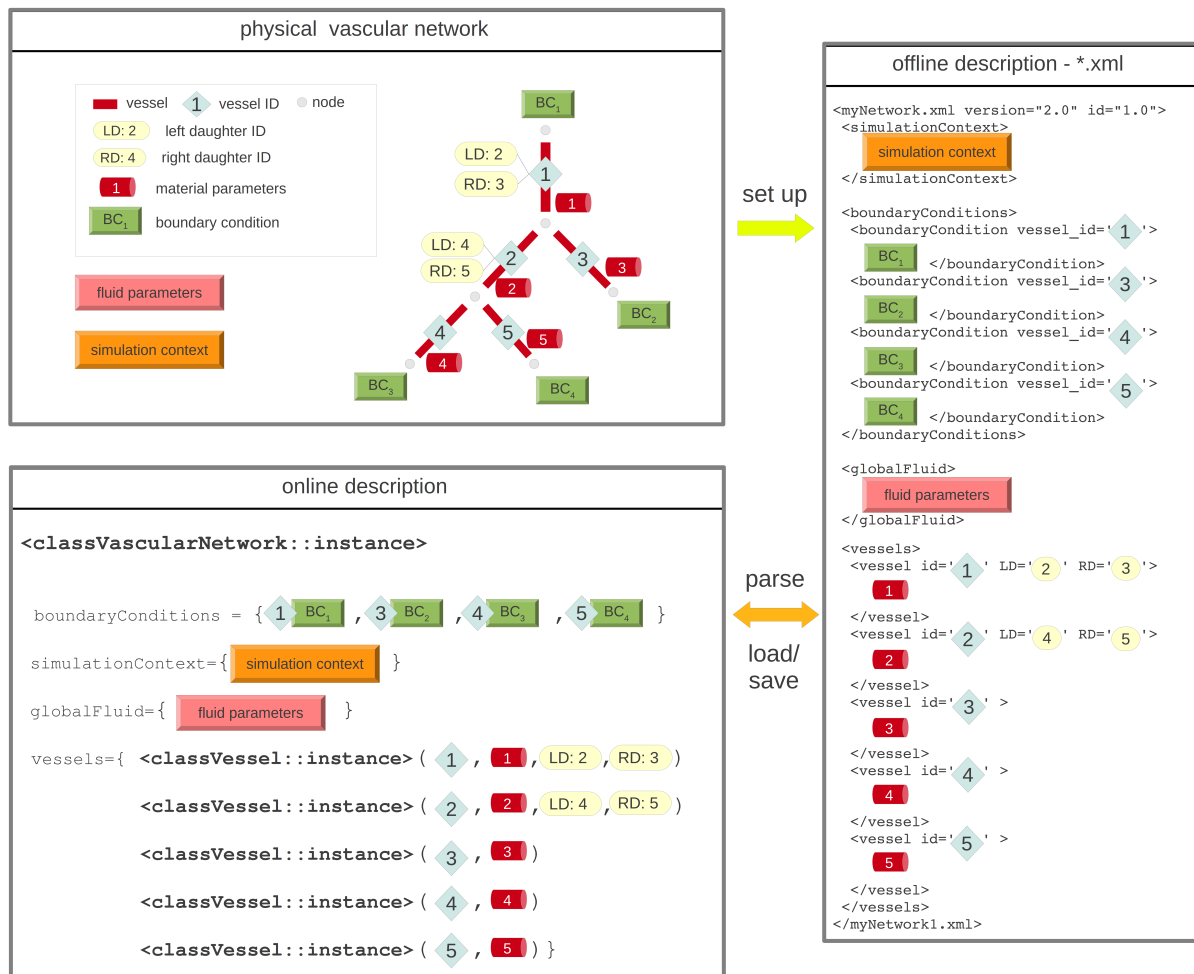 physical vascular network
vessel 1 vessel ID node
LD: 2 left daughter ID
RD: 4 right daughter ID
1 material parameters
BC1 boundary condition
fluid parameters
simulation context
BC1
LD: 2
RD: 3
1
1
LD: 4
RD: 5
2
2
3
3
BC2
4
4
5
5
BC3
BC4
set up
parse
load/
save
offline description - *.xml
<myNetwork.xml version="2.0" id="1.0">
<simulationContext>
simulation context
</simulationContext>
<boundaryConditions>
<boundaryCondition vessel_id='1'>
BC1 </boundaryCondition>
<boundaryCondition vessel_id='3'>
BC2 </boundaryCondition>
<boundaryCondition vessel_id='4'>
BC3 </boundaryCondition>
<boundaryCondition vessel_id='5'>
BC4 </boundaryCondition>
</boundaryConditions>
<globalFluid>
fluid parameters
</globalFluid>
<vessels>
<vessel id='1' LD='2' RD='3'>
1
</vessel>
<vessel id='2' LD='4' RD='5'>
2
</vessel>
<vessel id='3' >
3
</vessel>
<vessel id='4' >
4
</vessel>
<vessel id='5' >
5
</vessel>
</vessels>
</myNetwork1.xml>
online description
<classVascularNetwork::instance>
boundaryConditions = {1 BC1 ,3 BC2 ,4 BC3 ,5 BC4 }
simulationContext={ simulation context }
globalFluid={ fluid parameters }
vessels={ <classVessel::instance>( 1 , 1 ,LD: 2 ,RD: 3 )
<classVessel::instance>( 2 , 2 ,LD: 4 ,RD: 5 )
<classVessel::instance>( 3 , 3 )
<classVessel::instance>( 4 , 4 )
<classVessel::instance>( 5 , 5 )}